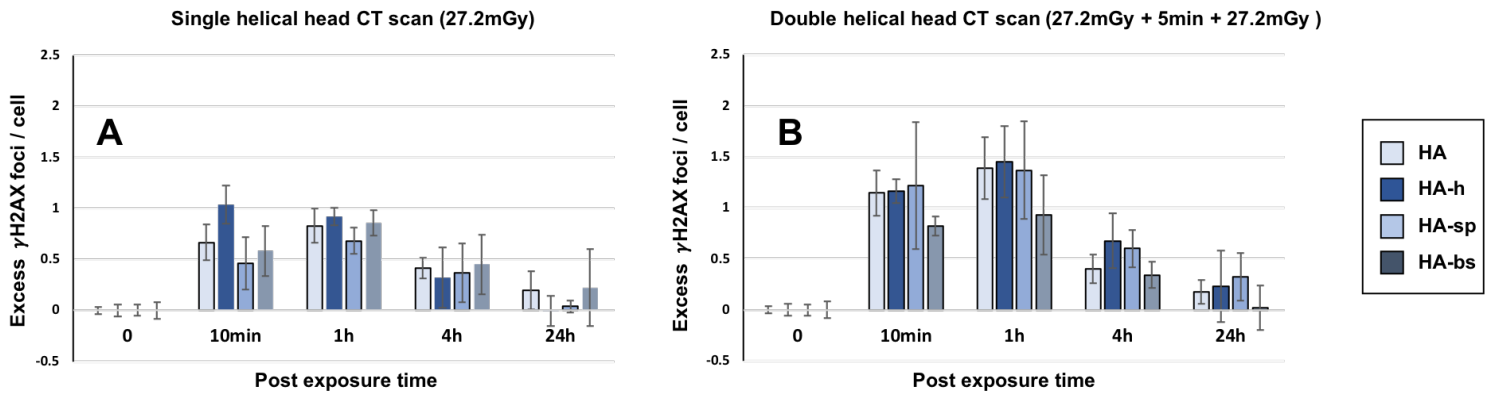 Single helical head CT scan (27.2mGy)
Double helical head CT scan (27.2mGy + 5min + 27.2mGy )
Excess γH2AX foci / cell
2.5
2
1.5
1
0.5
0
-0.5
A
0
10min
1h
4h
24h
Post exposure time
Excess γH2AX foci / cell
2.5
2
1.5
1
0.5
0
-0.5
B
0
10min
1h
4h
24h
Post exposure time
HA
HA-h
HA-sp
HA-bs